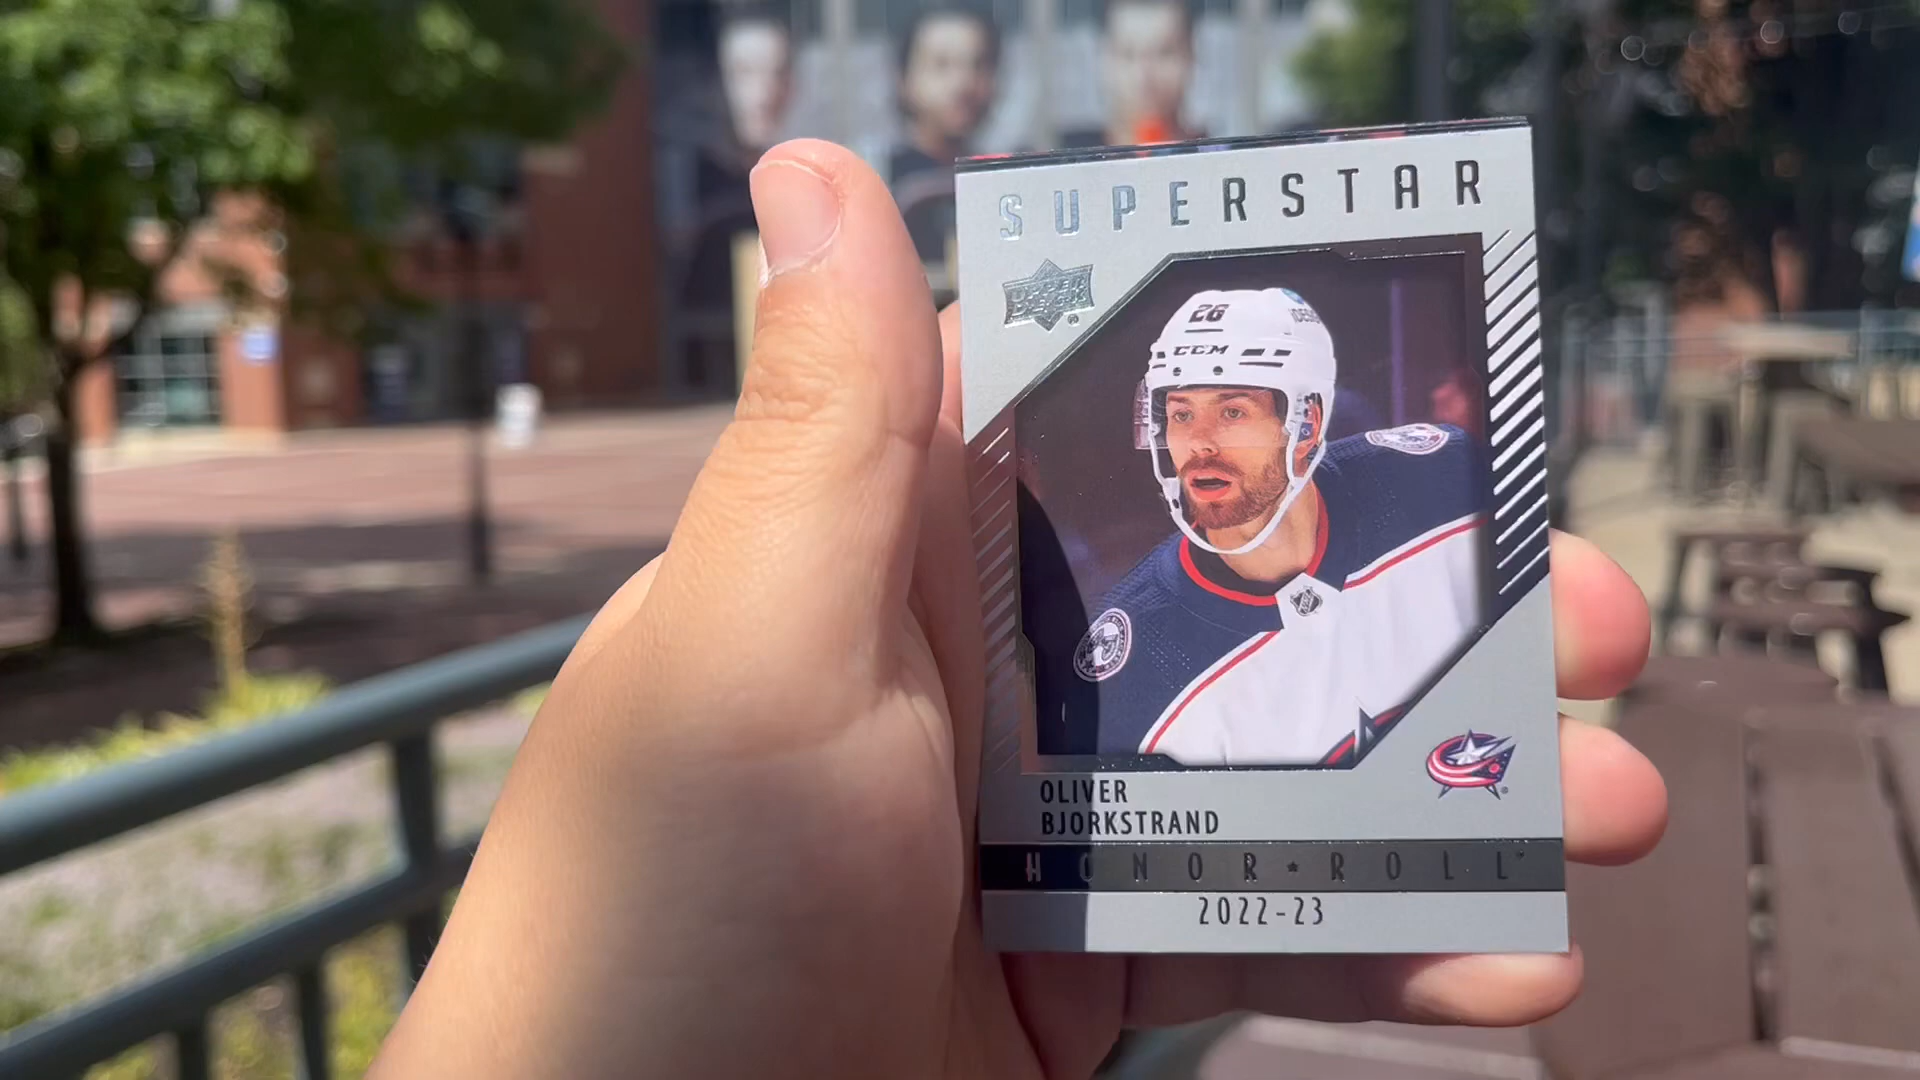 SUPERSTAR
UPPER DECK
26
CCM
OLIVER
BJORKSTRAND
HONOR★ROLL
2022-23